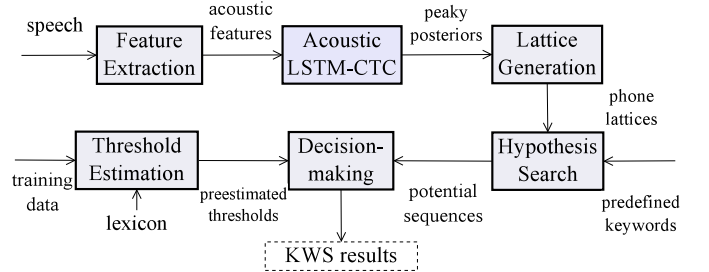 speech
Feature
Extraction
acoustic
features
Acoustic
LSTM-CTC
peaky
posteriors
Lattice
Generation
phone
lattices
training
data
Threshold
Estimation
lexicon
preestimated
thresholds
Decision-
making
potential
sequences
Hypothesis
Search
predefined
keywords
KWS results